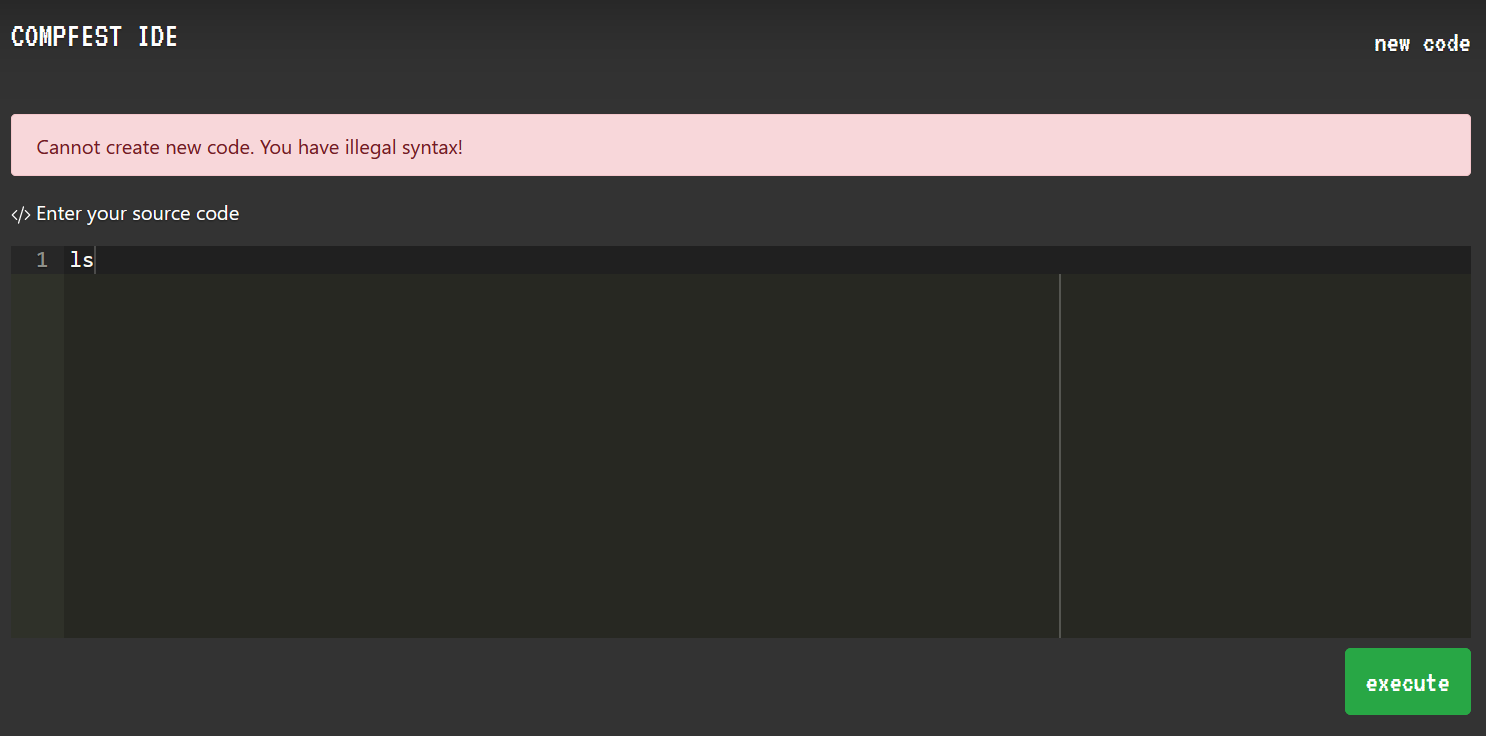 COMPFEST IDE
new code
Cannot create new code. You have illegal syntax!
</> Enter your source code
1 ls
execute